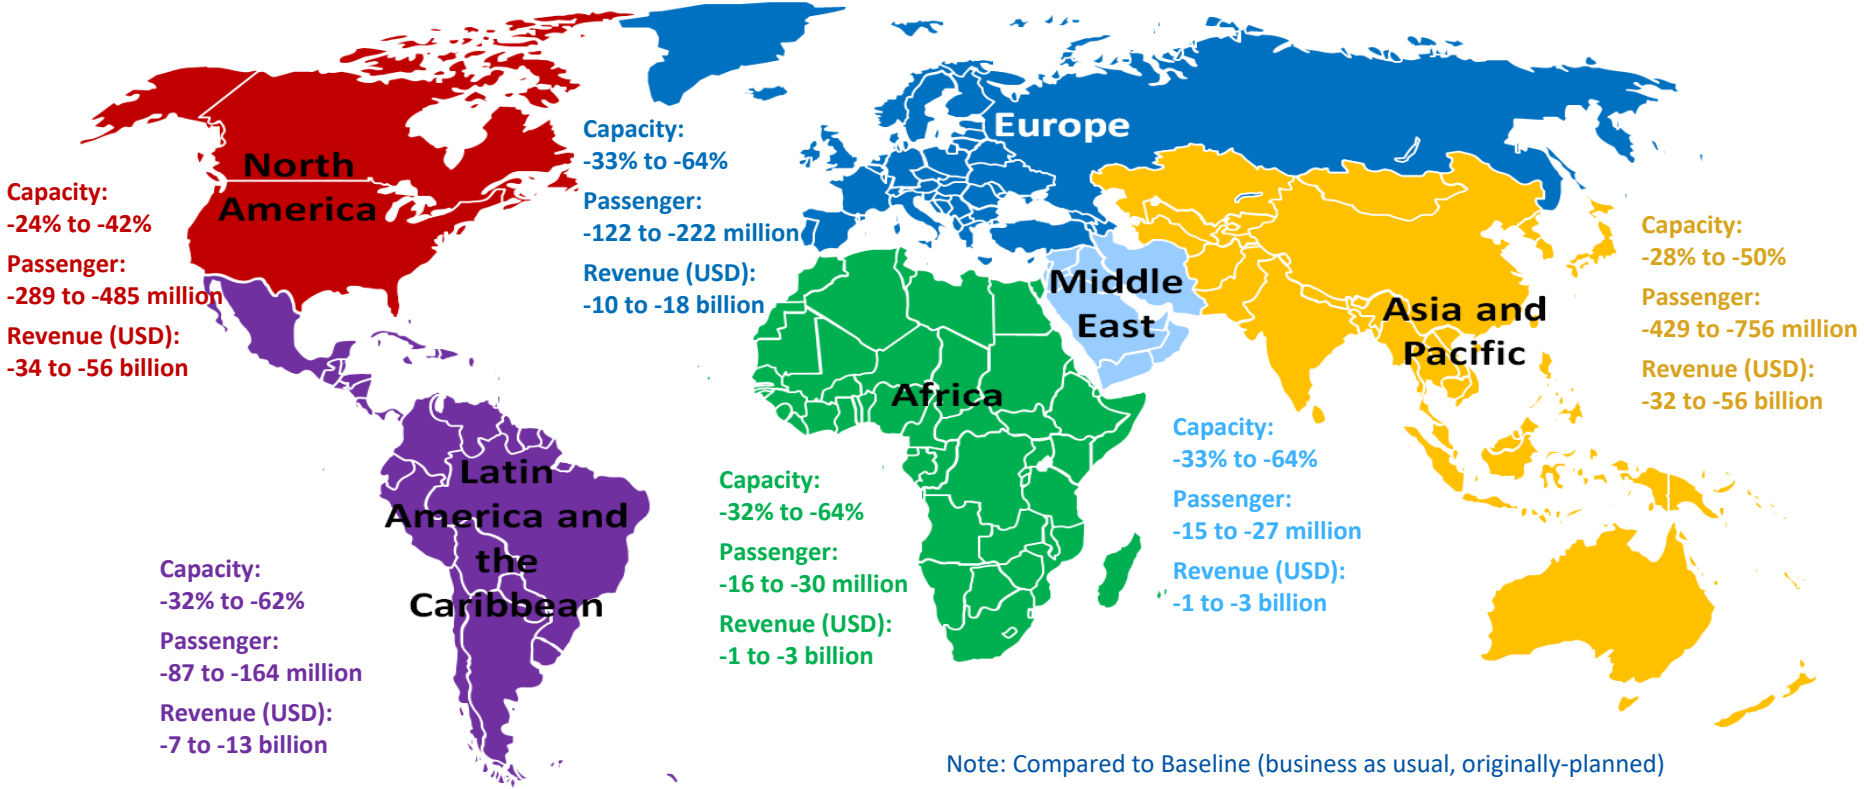 North
America
Capacity:
-24% to -42%
Passenger:
-289 to -485 million
Revenue (USD):
-34 to -56 billion
Europe
Capacity:
-33% to -64%
Passenger:
-122 to -222 million
Revenue (USD):
-10 to -18 billion
Middle
East
Capacity:
-33% to -64%
Passenger:
-15 to -27 million
Revenue (USD):
-1 to -3 billion
Asia and
Pacific
Capacity:
-28% to -50%
Passenger:
-429 to -756 million
Revenue (USD):
-32 to -56 billion
Africa
Capacity:
-32% to -64%
Passenger:
-16 to -30 million
Revenue (USD):
-1 to -3 billion
Latin
America and
the
Caribbean
Capacity:
-32% to -62%
Passenger:
-87 to -164 million
Revenue (USD):
-7 to -13 billion
Note: Compared to Baseline (business as usual, originally-planned)